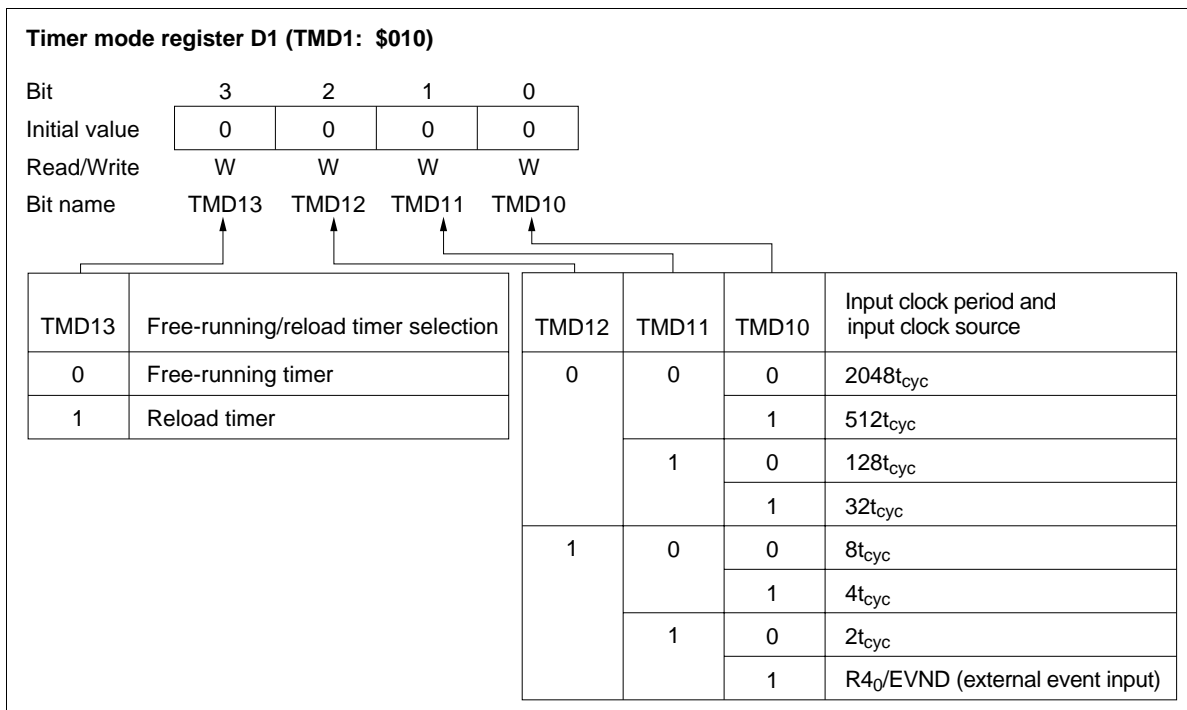 Timer mode register D1 (TMD1: $010)
Bit 3 2 1 0
Initial value 0 0 0 0
Read/Write W W W W
Bit name TMD13 TMD12 TMD11 TMD10
TMD13 Free-running/reload timer selection
0 Free-running timer
1 Reload timer
TMD12 TMD11 TMD10 Input clock period and
input clock source
0 0 0 2048tcyc
1 512tcyc
1 0 128tcyc
1 32tcyc
1 0 0 8tcyc
1 4tcyc
1 0 2tcyc
1 R40/EVND (external event input)